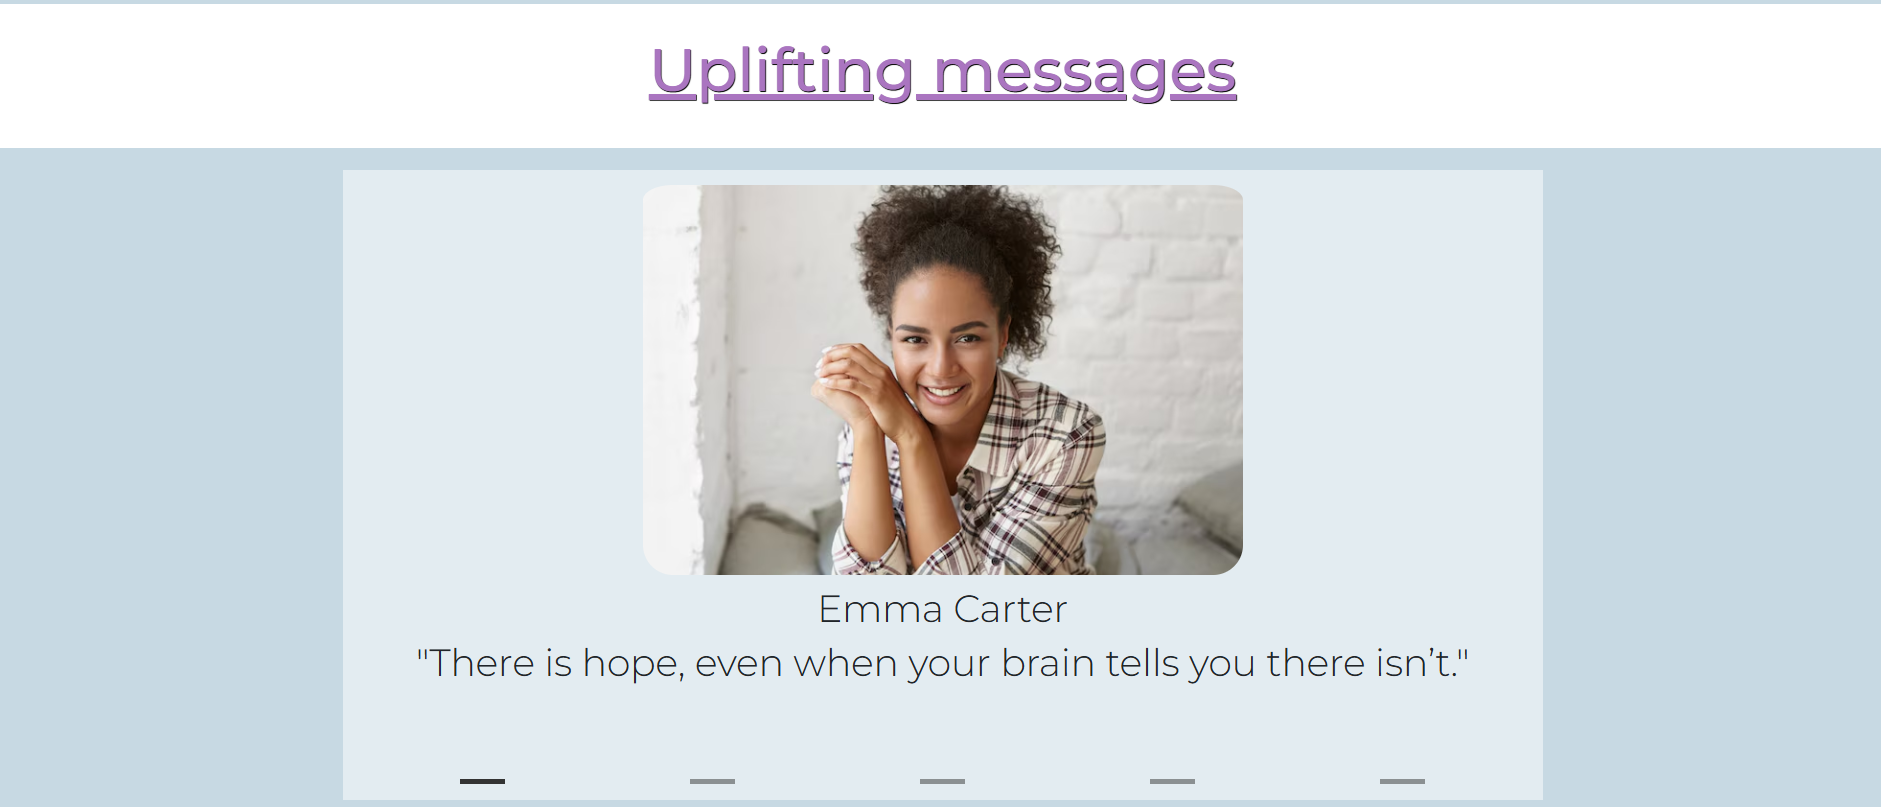 Uplifting messages
Emma Carter
"There is hope, even when your brain tells you there isn’t."